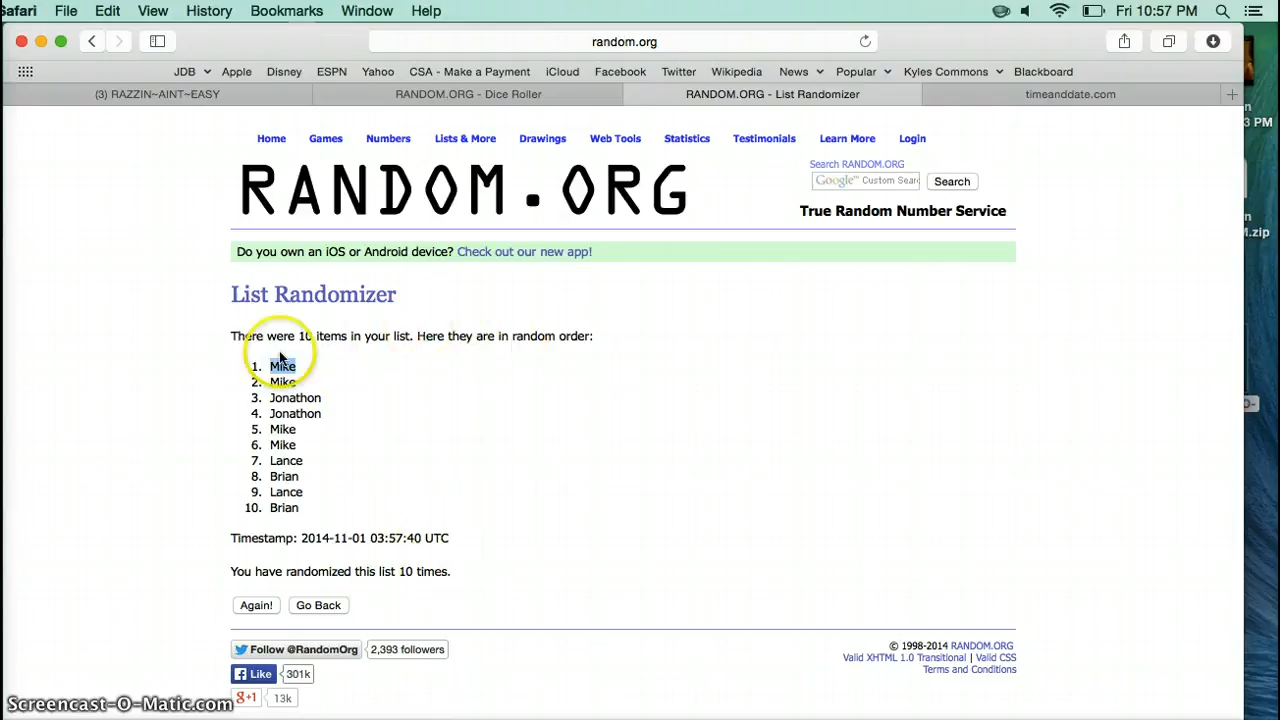 Safari File Edit View History Bookmarks Window Help Fri 10:57 PM
random.org
JDB Apple Disney ESPN Yahoo CSA - Make a Payment iCloud Facebook Twitter Wikipedia News Popular Kyles Commons Blackboard
(3) RAZZIN~AINT~EASY RANDOM.ORG - Dice Roller RANDOM.ORG - List Randomizer timeanddate.com
3 PM
Home Games Numbers Lists & More Drawings Web Tools Statistics Testimonials Learn More Login
Search RANDOM.ORG
RANDOM.ORG
Google™ Custom Sear Search
True Random Number Service
M.zip
Do you own an iOS or Android device? Check out our new app!
List Randomizer
There were 10 items in your list. Here they are in random order:
1. Mike
2. Mike
3. Jonathon
4. Jonathon
5. Mike
6. Mike
7. Lance
8. Brian
9. Lance
10. Brian
Timestamp: 2014-11-01 03:57:40 UTC
You have randomized this list 10 times.
Again! Go Back
Follow @RandomOrg 2,393 followers
Like 301k
g+1 13k
© 1998-2014 RANDOM.ORG
Valid XHTML 1.0 Transitional | Valid CSS
Terms and Conditions
Screencast-O-Matic.com